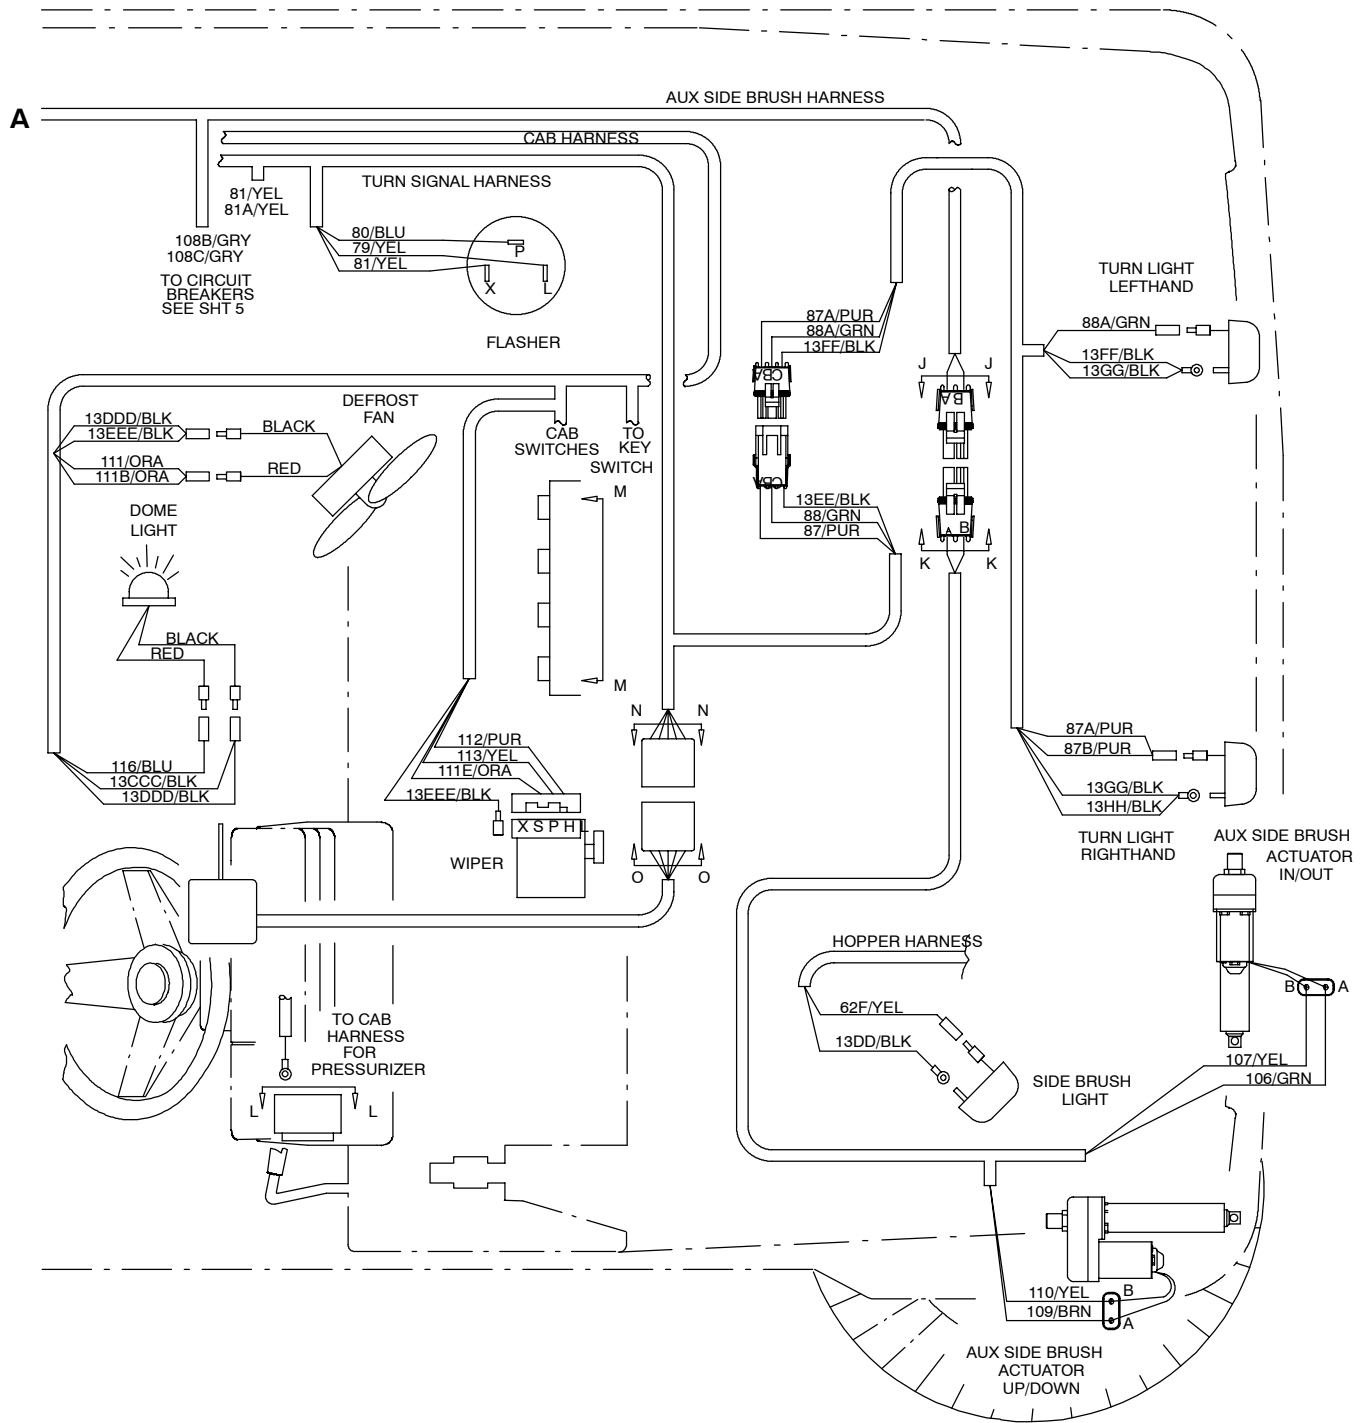 AUX SIDE BRUSH HARNESS
A
CAB HARNESS
TURN SIGNAL HARNESS
81/YEL
81A/YEL
108B/GRY
108C/GRY
TO CIRCUIT
BREAKERS
SEE SHT 5
80/BLU
79/YEL
81/YEL
P
X
L
FLASHER
TURN LIGHT
LEFTHAND
88A/GRN
13FF/BLK
13GG/BLK
87A/PUR
88A/GRN
13FF/BLK
CBA
J
J
BA
DEFROST
FAN
13DDD/BLK
13EEE/BLK
BLACK
111/ORA
111B/ORA
RED
CAB
SWITCHES
TO
KEY
SWITCH
M
M
CBA
13EE/BLK
88/GRN
87/PUR
A
B
K
K
DOME
LIGHT
BLACK
RED
116/BLU
13CCC/BLK
13DDD/BLK
N
N
112/PUR
113/YEL
111E/ORA
13EEE/BLK
X S P H L
WIPER
O
O
87A/PUR
87B/PUR
13GG/BLK
13HH/BLK
TURN LIGHT
RIGHTHAND
AUX SIDE BRUSH
ACTUATOR
IN/OUT
B
A
107/YEL
106/GRN
HOPPER HARNESS
62F/YEL
13DD/BLK
SIDE BRUSH
LIGHT
TO CAB
HARNESS
FOR
PRESSURIZER
L
L
110/YEL
109/BRN
B
A
AUX SIDE BRUSH
ACTUATOR
UP/DOWN